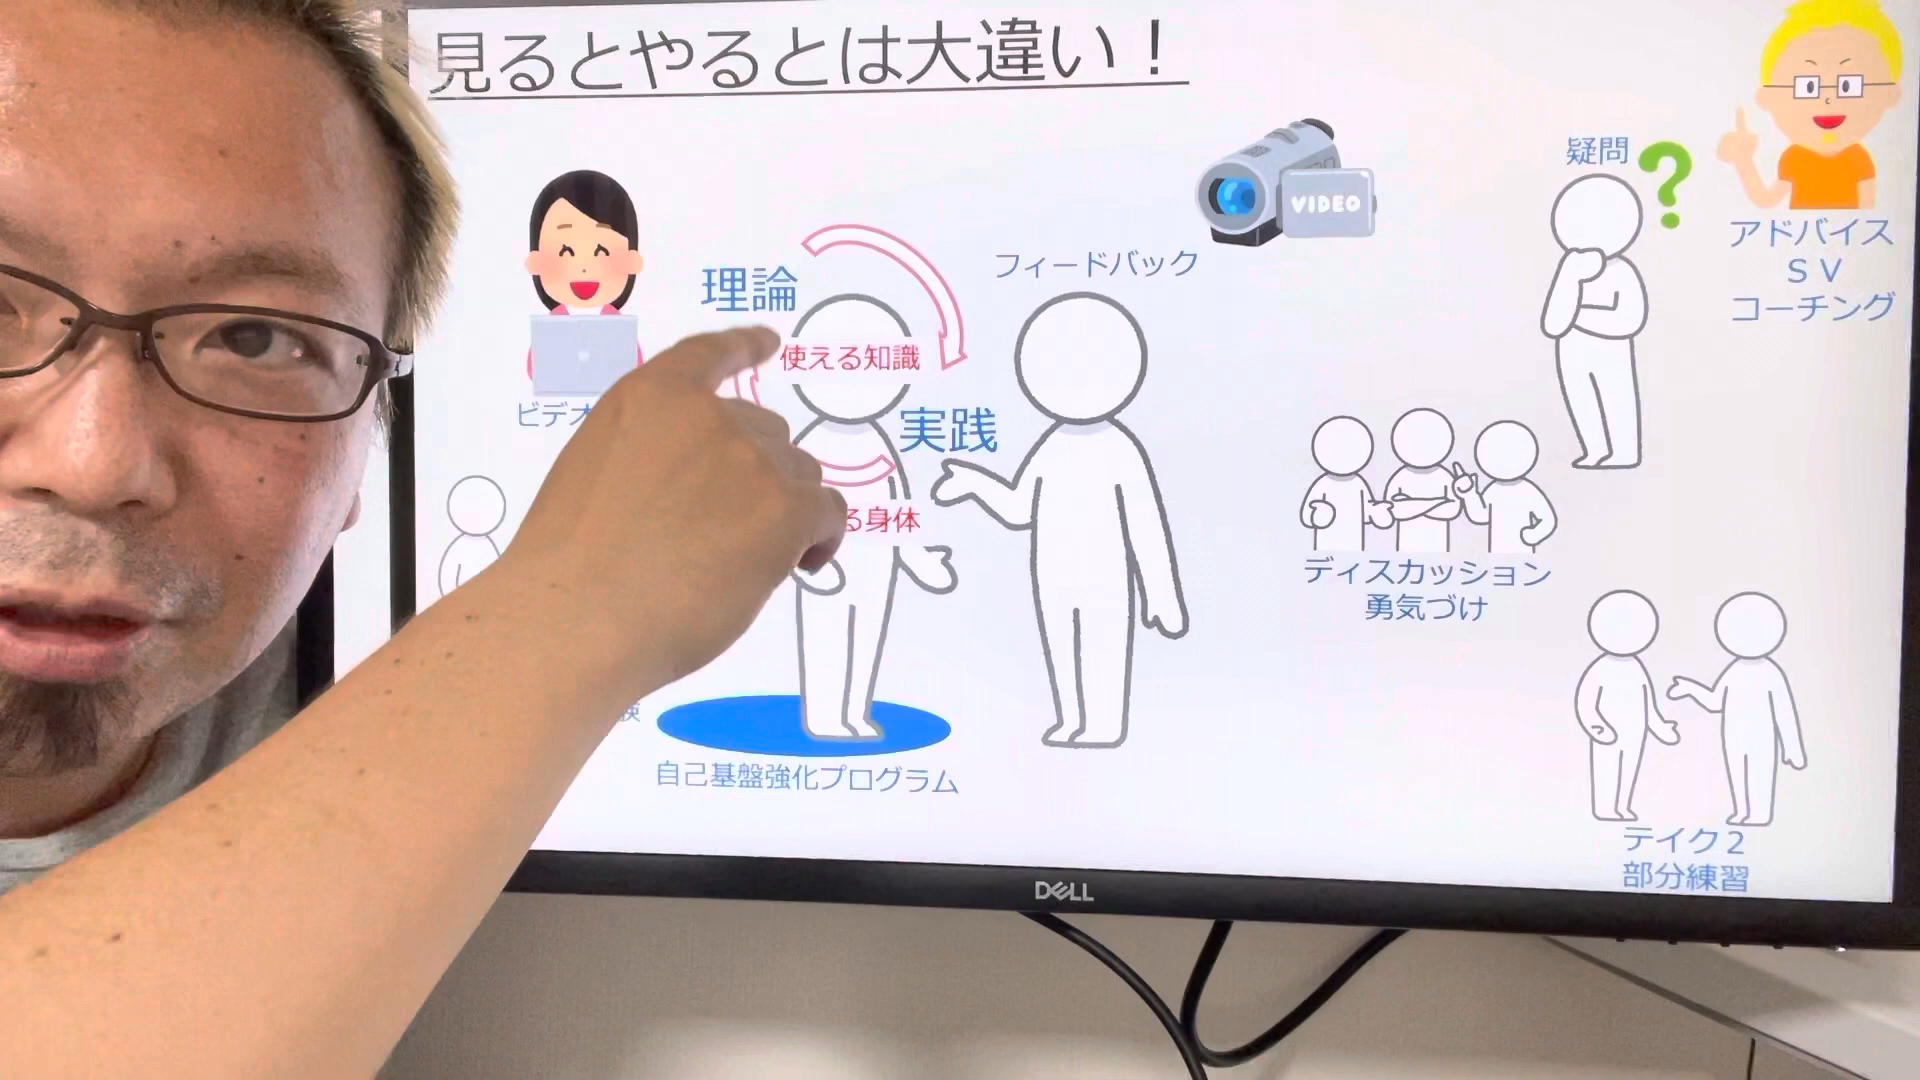 見るとやるとは大違い！
VIDEO
疑問
?
アドバイス
ＳＶ
コーチング
理論
フィードバック
使える知識
ビデオ
実践
る身体
ディスカッション
勇気づけ
自己基盤強化プログラム
テイク２
部分練習
DELL